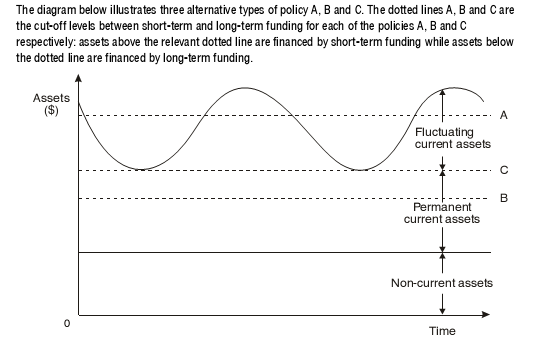 The diagram below illustrates three alternative types of policy A, B and C. The dotted lines A, B and C are
the cut-off levels between short-term and long-term funding for each of the policies A, B and C
respectively: assets above the relevant dotted line are financed by short-term funding while assets below
the dotted line are financed by long-term funding.
Assets
($)
A
Fluctuating
current assets
C
B
Permanent
current assets
Non-current assets
0
Time